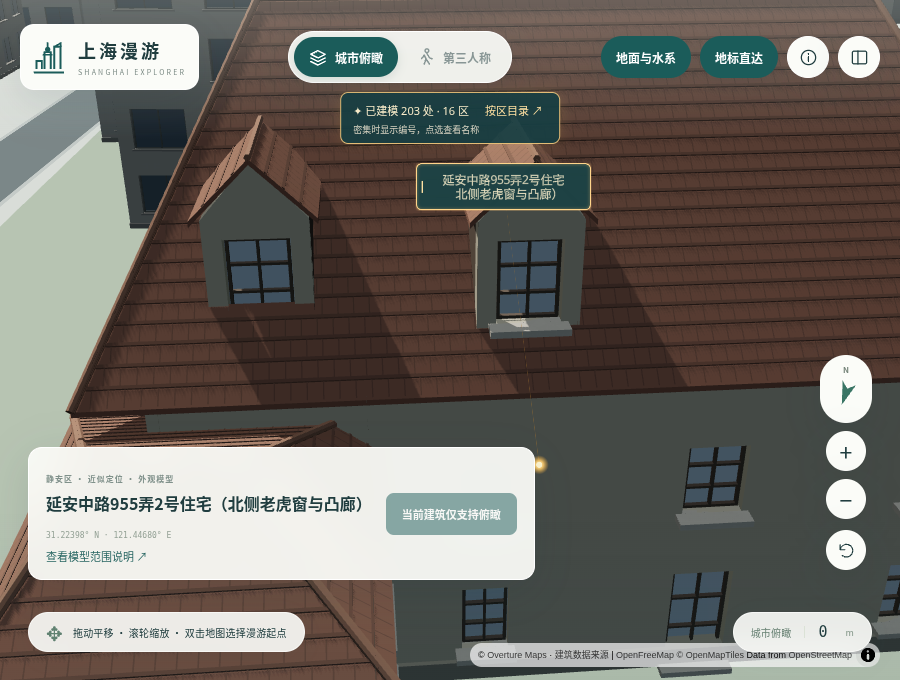 上海漫游
SHANGHAI EXPLORER
城市俯瞰
第三人称
地面与水系
地标直达
✦ 已建模 203 处 · 16 区 按区目录 ↗
密集时显示编号，点选查看名称
延安中路955弄2号住宅
北侧老虎窗与凸廊）
N
静安区 · 近似定位 · 外观模型
延安中路955弄2号住宅（北侧老虎窗与凸廊）
当前建筑仅支持俯瞰
31.22398° N · 121.44680° E
查看模型范围说明 ↗
拖动平移 · 滚轮缩放 · 双击地图选择漫游起点
城市俯瞰 0 m
© Overture Maps · 建筑数据来源 | OpenFreeMap © OpenMapTiles Data from OpenStreetMap